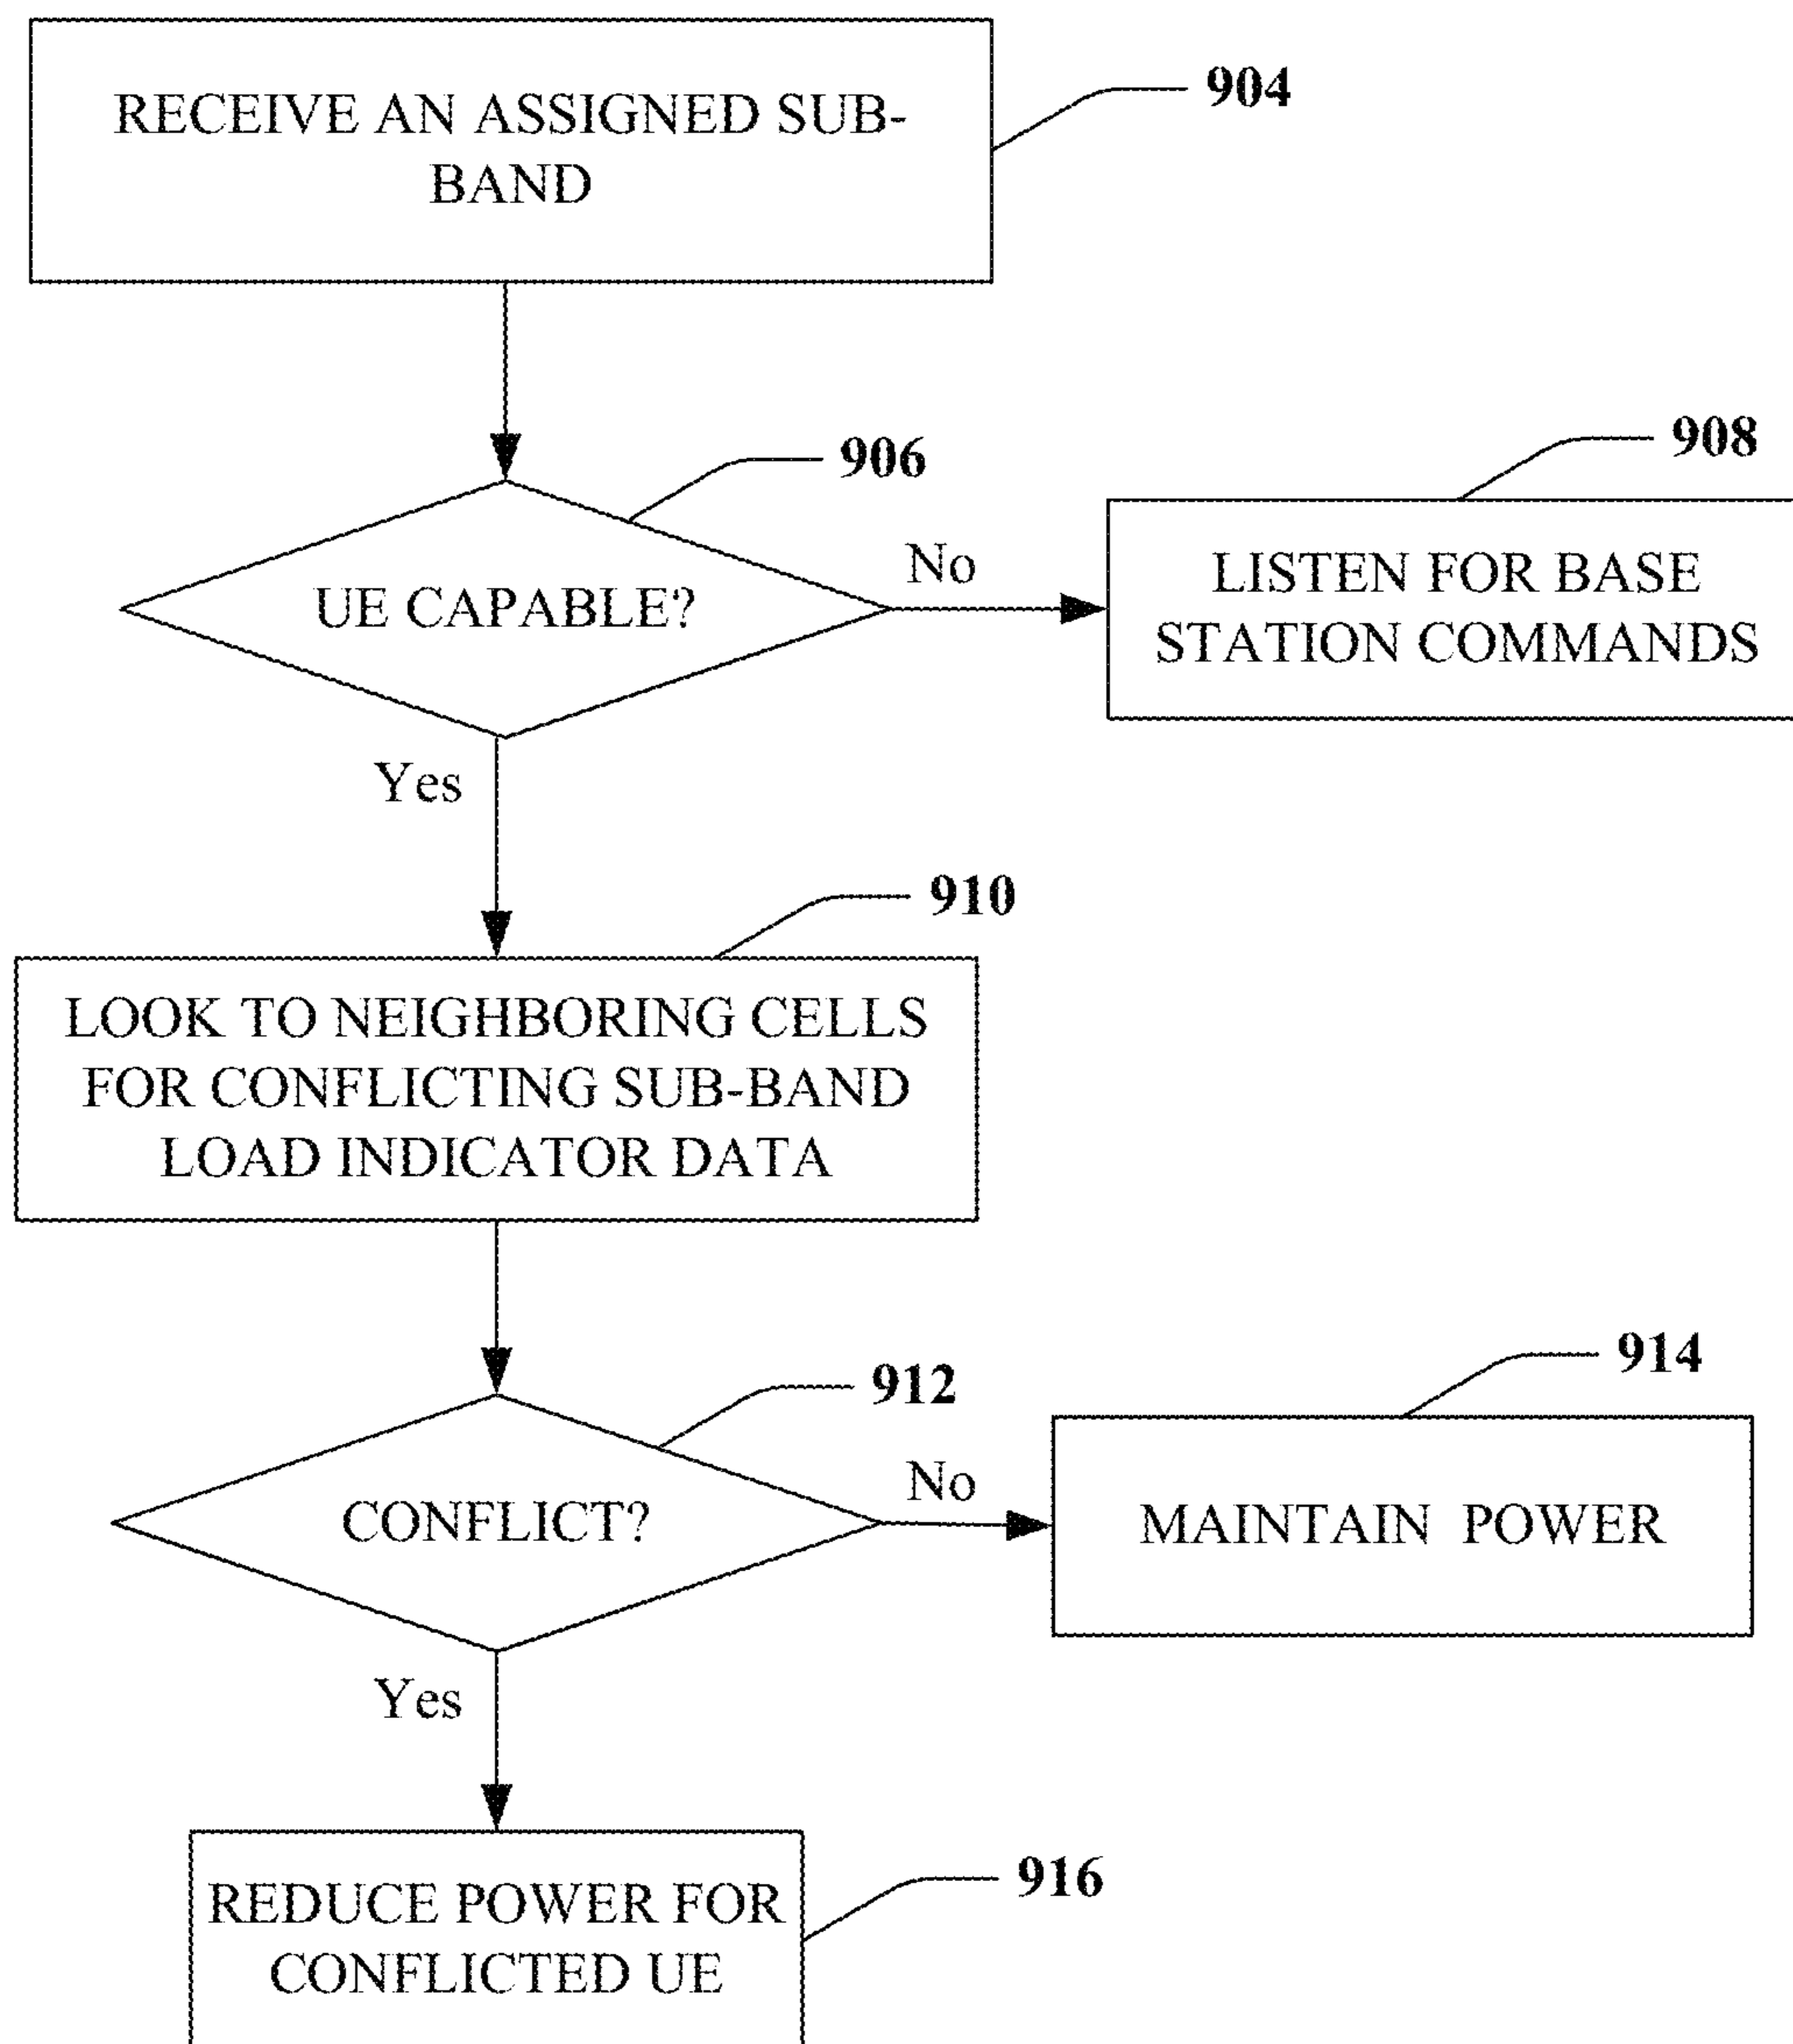 RECEIVE AN ASSIGNED SUB-
BAND
904
906
UE CAPABLE?
No
908
LISTEN FOR BASE
STATION COMMANDS
Yes
910
LOOK TO NEIGHBORING CELLS
FOR CONFLICTING SUB-BAND
LOAD INDICATOR DATA
912
CONFLICT?
No
914
MAINTAIN POWER
Yes
916
REDUCE POWER FOR
CONFLICTED UE